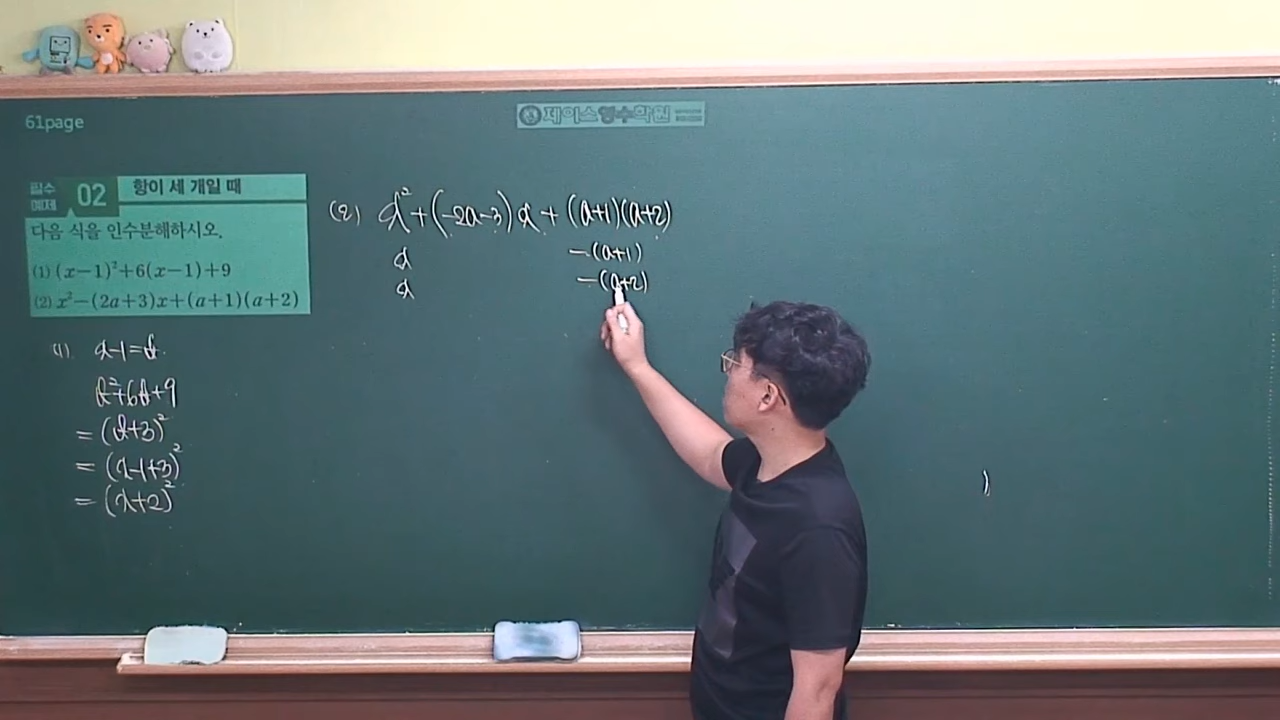 61page
제이스영수학원
필수
예제
02 항이 세 개일 때
다음 식을 인수분해하시오.
(1) (x-1)²+6(x-1)+9
(2) x²-(2a+3)x+(a+1)(a+2)
(1) x-1=t
t²+6t+9
= (t+3)²
= (x-1+3)²
= (x+2)²
(2) x²+(-2a-3)x+(a+1)(a+2)
x -(a+1)
x -(a+2)